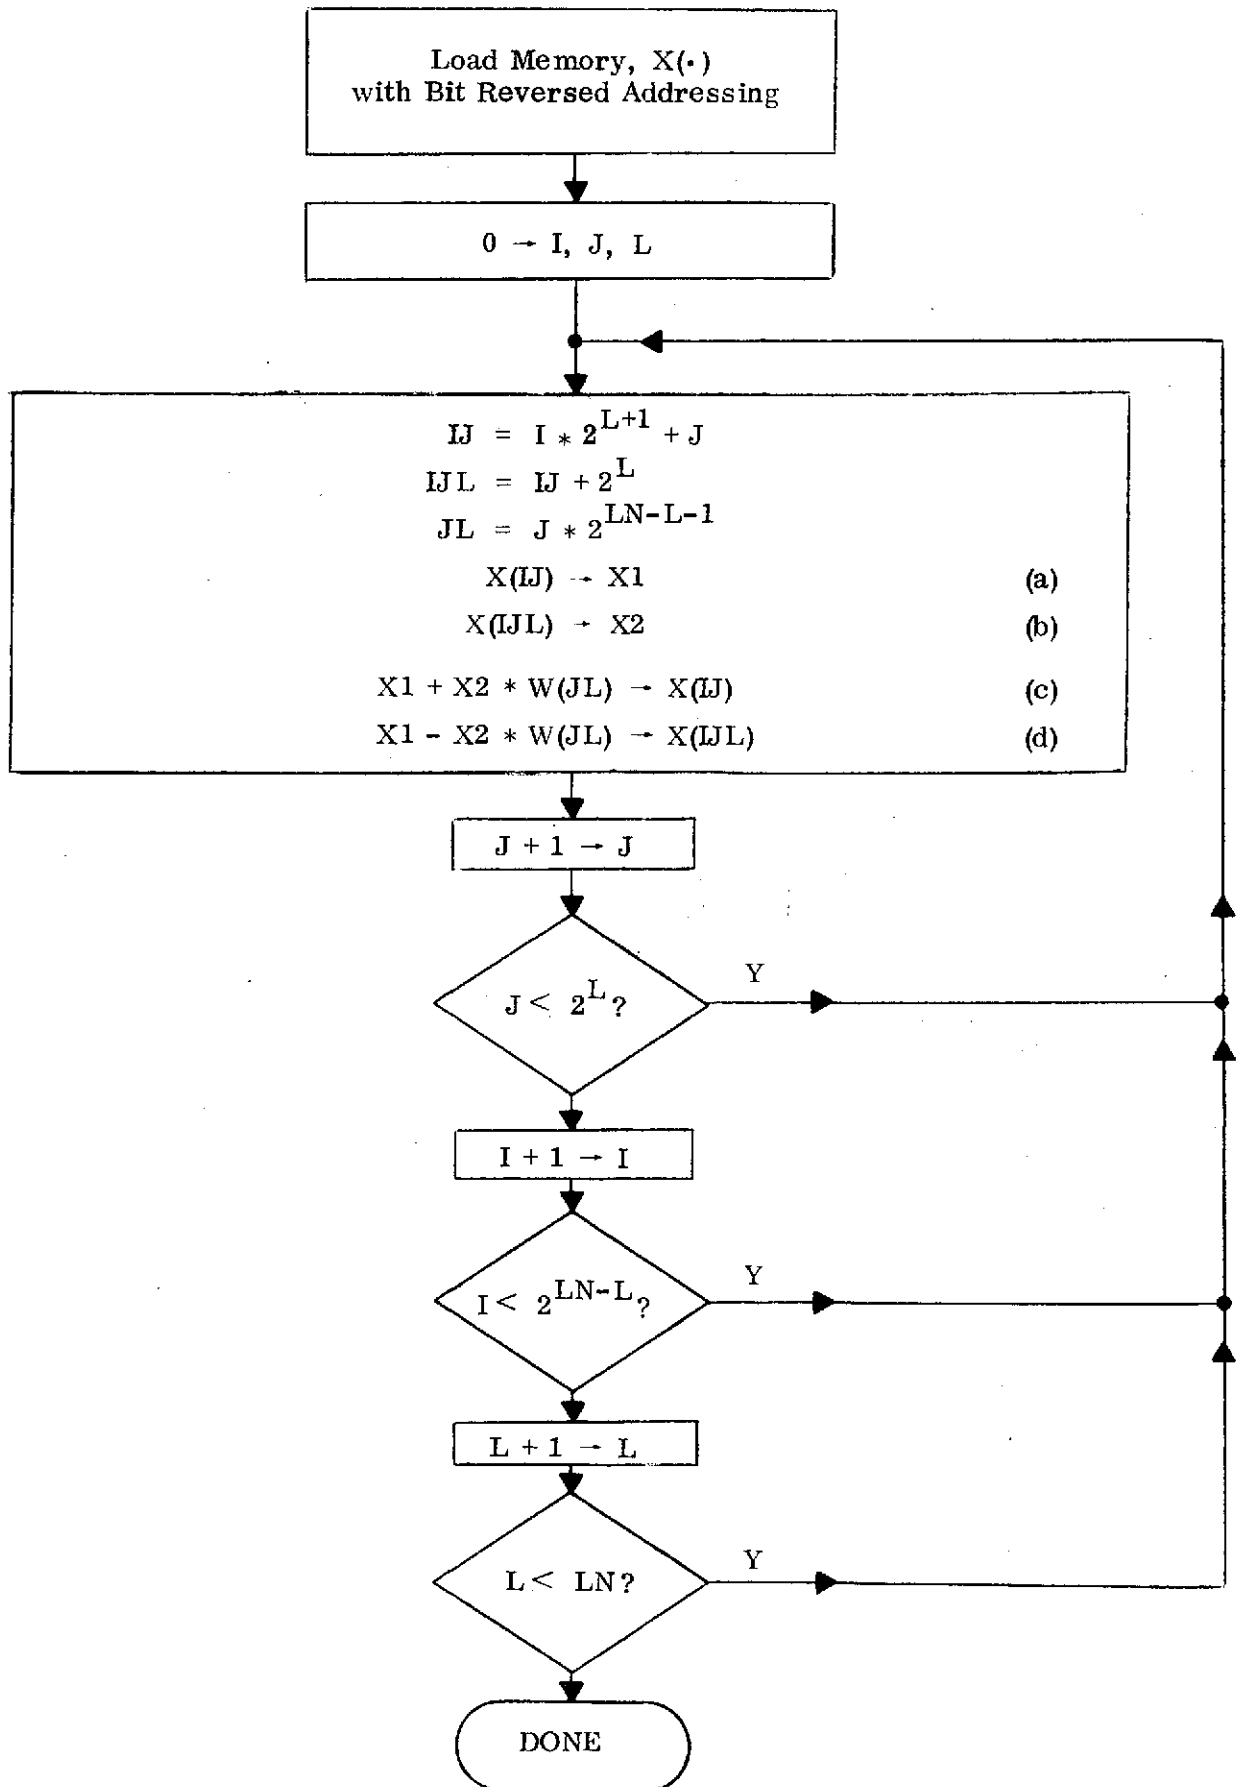 Load Memory, X(·)
with Bit Reversed Addressing
0 → I, J, L
IJ = I * 2^{L+1} + J
IJL = IJ + 2^L
JL = J * 2^{LN-L-1}
X(IJ) → X1 (a)
X(IJL) → X2 (b)
X1 + X2 * W(JL) → X(IJ) (c)
X1 - X2 * W(JL) → X(IJL) (d)
J + 1 → J
J < 2^L ?
Y
I + 1 → I
I < 2^{LN-L} ?
Y
L + 1 → L
L < LN?
Y
DONE